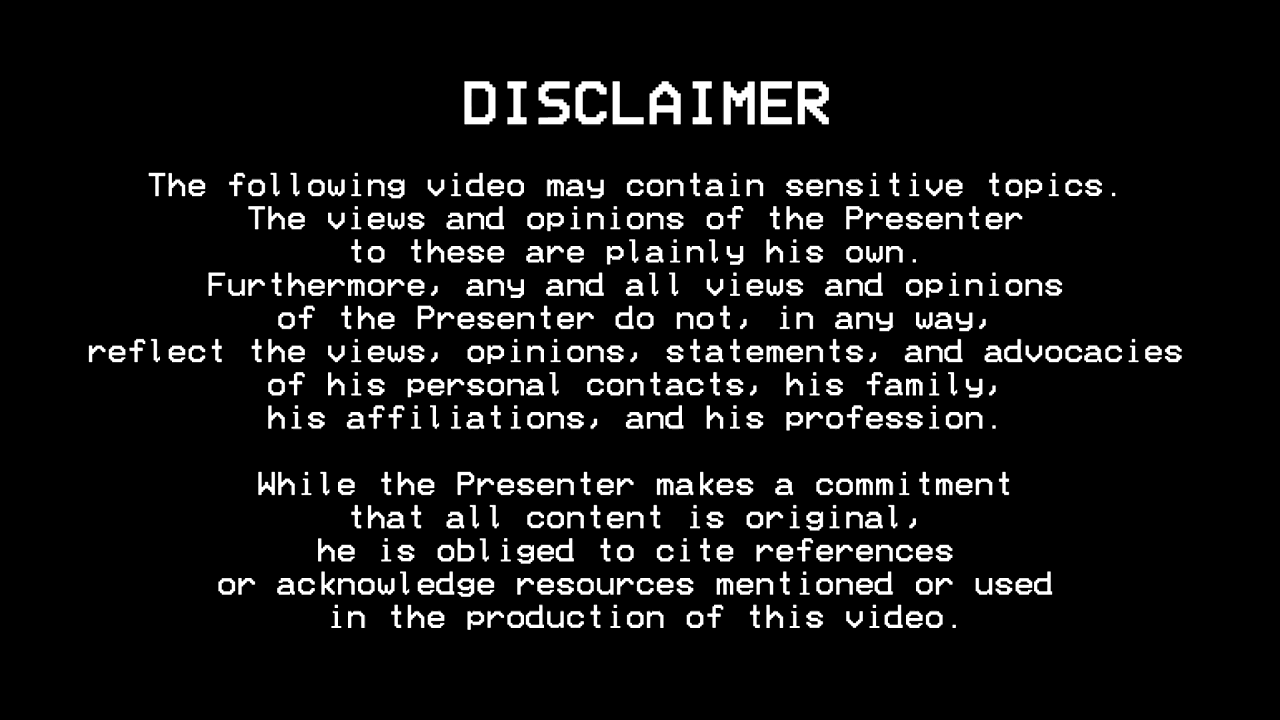 DISCLAIMER
The following video may contain sensitive topics.
The views and opinions of the Presenter
to these are plainly his own.
Furthermore, any and all views and opinions
of the Presenter do not, in any way,
reflect the views, opinions, statements, and advocacies
of his personal contacts, his family,
his affiliations, and his profession.
While the Presenter makes a commitment
that all content is original,
he is obliged to cite references
or acknowledge resources mentioned or used
in the production of this video.